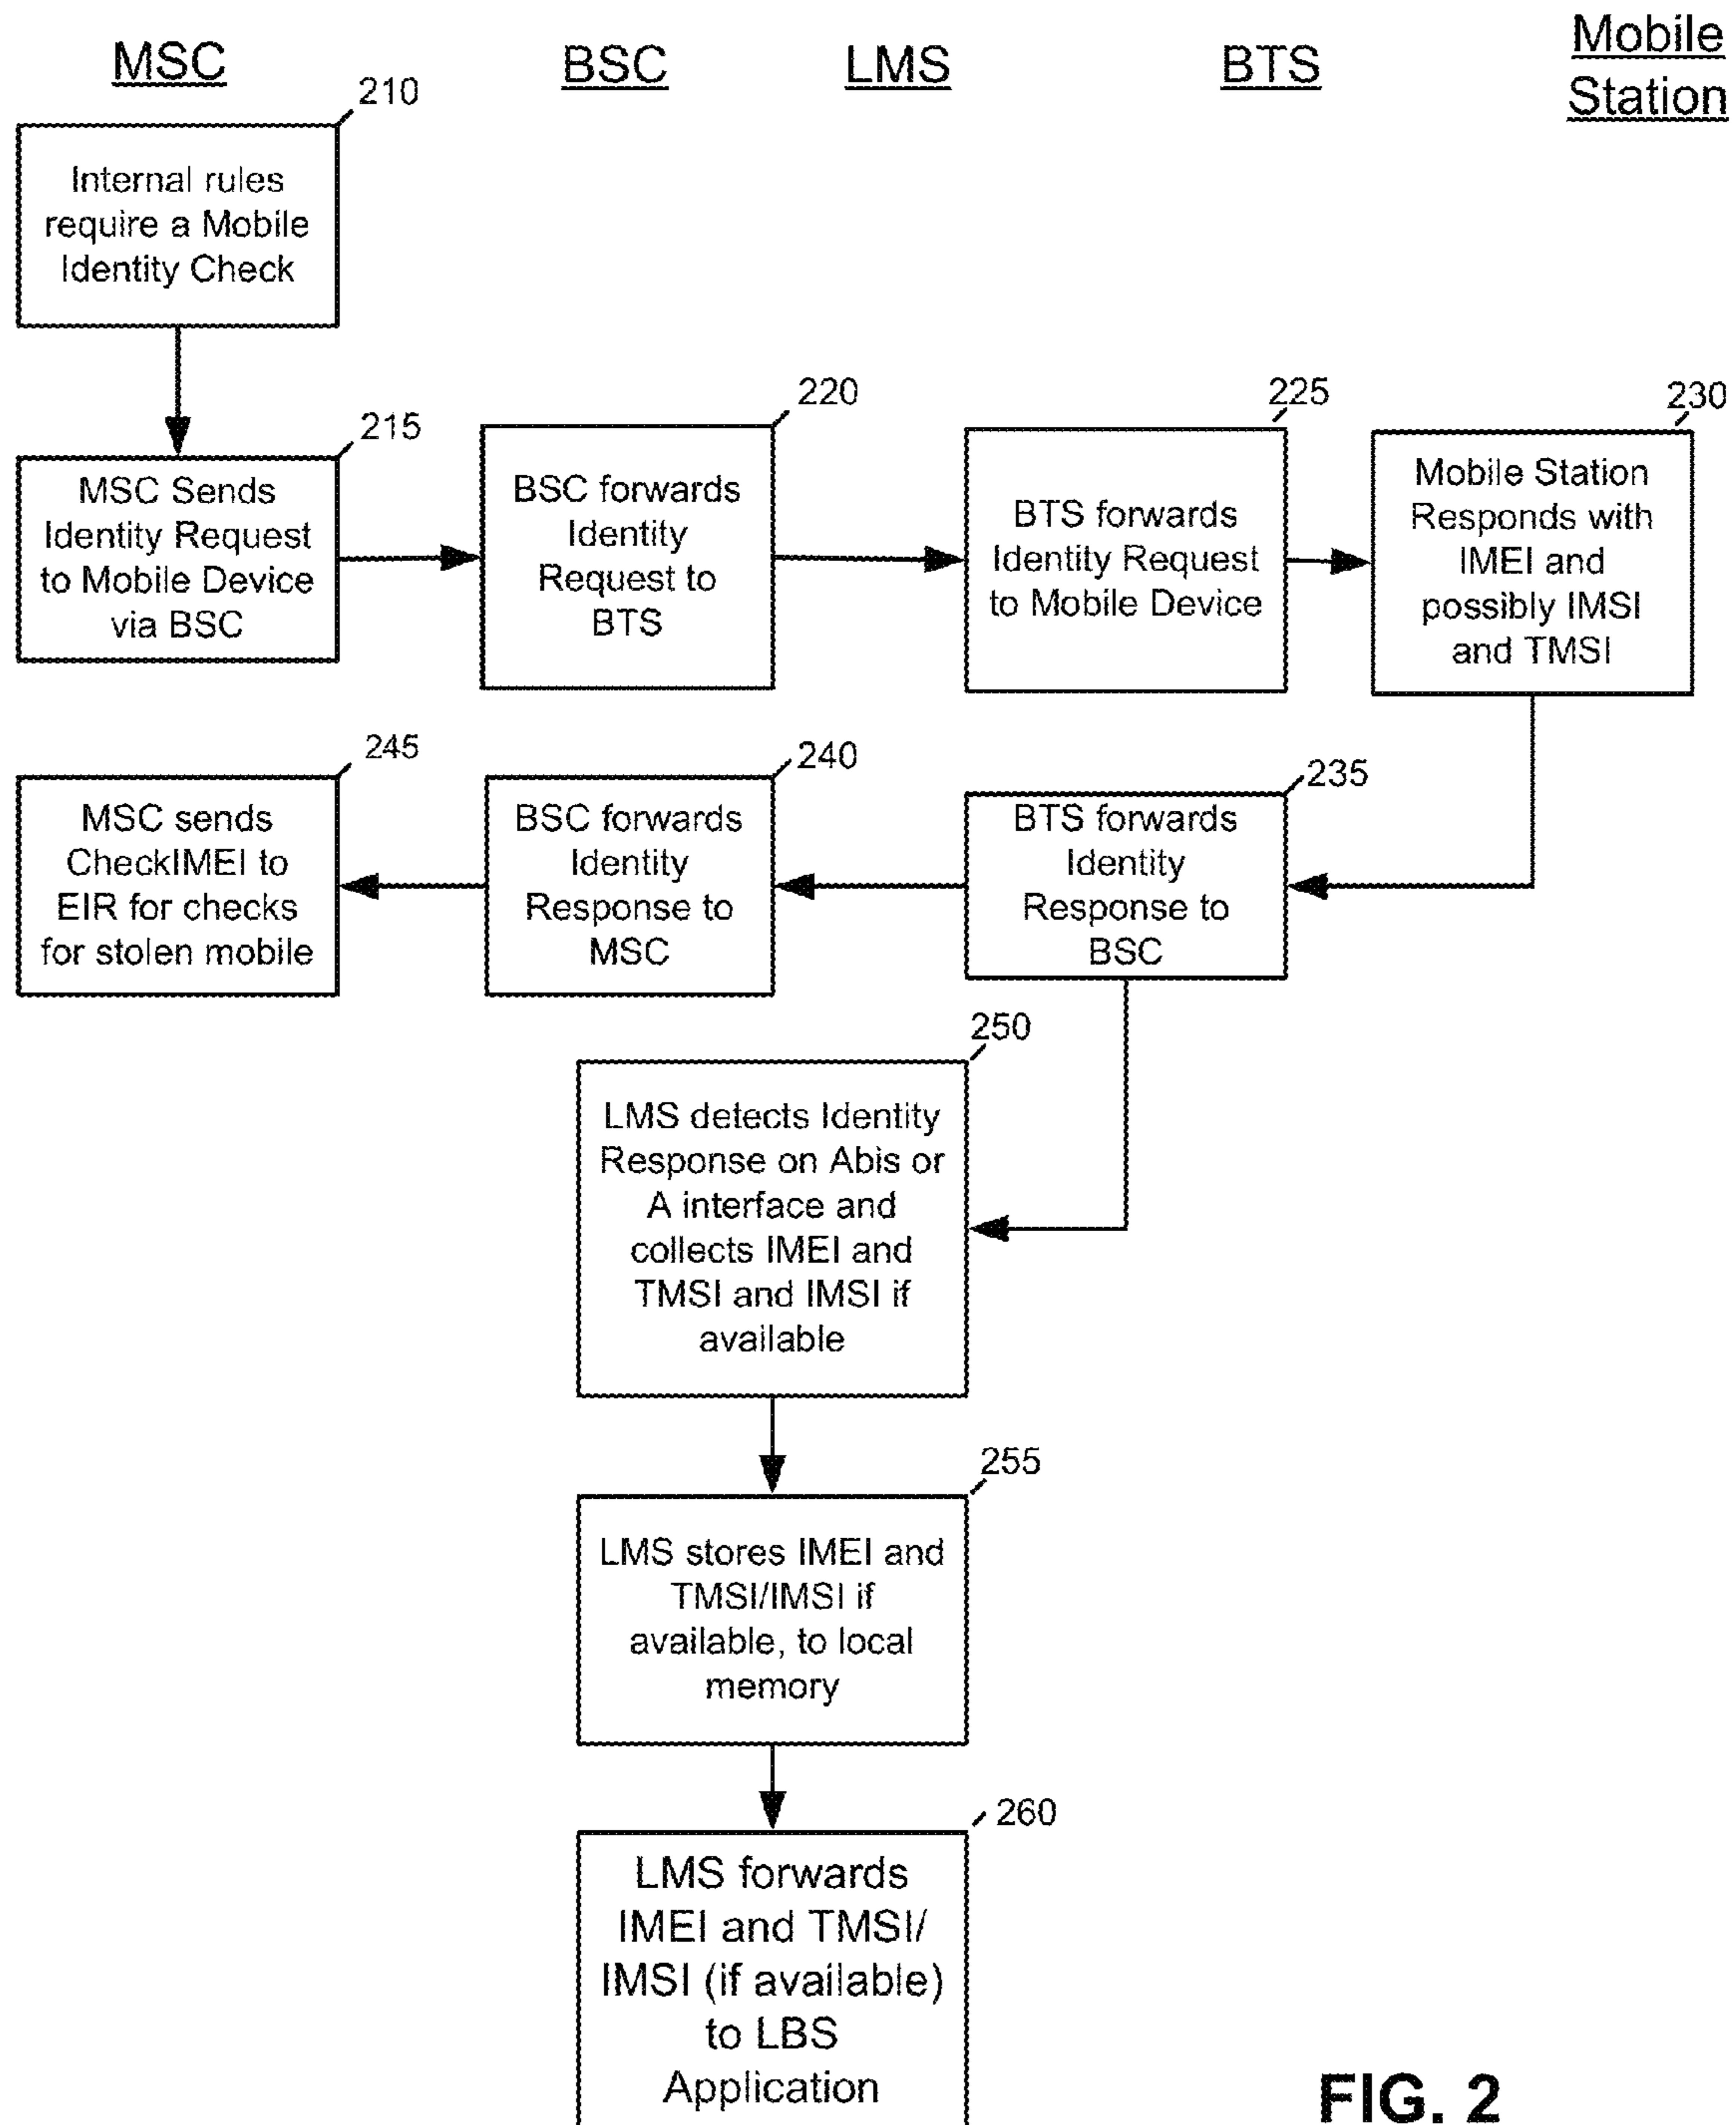 MSC
BSC
LMS
BTS
Mobile
Station
210
Internal rules
require a Mobile
Identity Check
215
MSC Sends
Identity Request
to Mobile Device
via BSC
220
BSC forwards
Identity
Request to
BTS
225
BTS forwards
Identity Request
to Mobile Device
230
Mobile Station
Responds with
IMEI and
possibly IMSI
and TMSI
245
MSC sends
CheckIMEI to
EIR for checks
for stolen mobile
240
BSC forwards
Identity
Response to
MSC
235
BTS forwards
Identity
Response to
BSC
250
LMS detects Identity
Response on Abis or
A interface and
collects IMEI and
TMSI and IMSI if
available
255
LMS stores IMEI and
TMSI/IMSI if
available, to local
memory
260
LMS forwards
IMEI and TMSI/
IMSI (if available)
to LBS
Application
FIG. 2